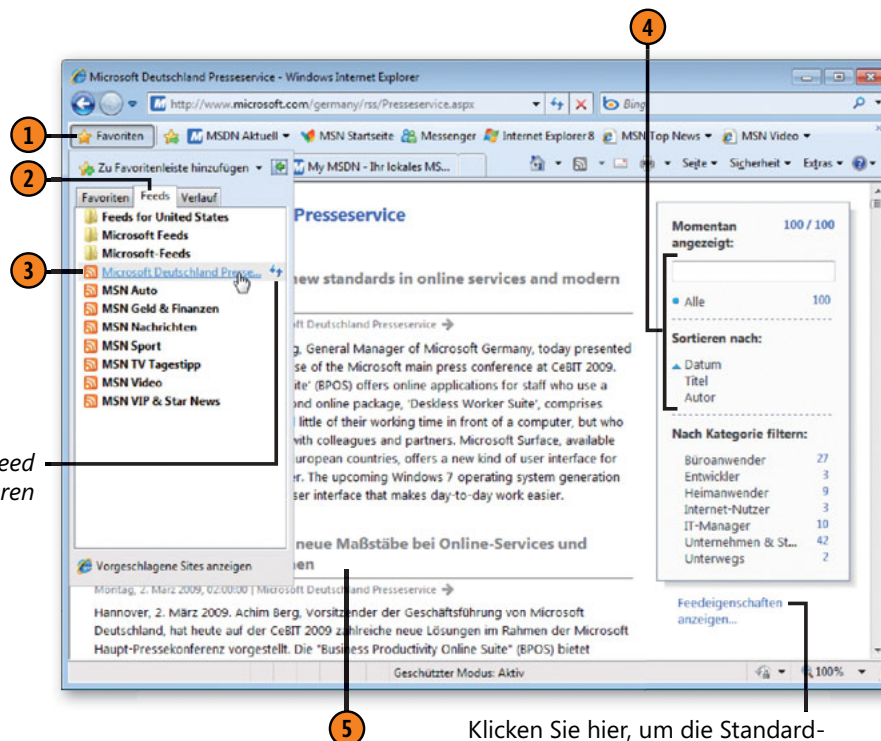 4
Microsoft Deutschland Presseservice - Windows Internet Explorer
http://www.microsoft.com/germany/rss/Presseservice.aspx
Bing
1
Favoriten
MSDN Aktuell
MSN Startseite
Messenger
Internet Explorer 8
MSN Top News
MSN Video
2
Zu Favoritenleiste hinzufügen
My MSDN - Ihr lokales MS...
Seite
Sicherheit
Extras
Favoriten
Feeds
Verlauf
Feeds for United States
Microsoft Feeds
Microsoft-Feeds
3
Microsoft Deutschland Presse...
MSN Auto
MSN Geld & Finanzen
MSN Nachrichten
MSN Sport
MSN TV Tagestipp
MSN Video
MSN VIP & Star News
eed
ren
Vorgeschlagene Sites anzeigen
Presseservice
new standards in online services and modern
ft Deutschland Presseservice
g, General Manager of Microsoft Germany, today presented
se of the Microsoft main press conference at CeBIT 2009.
ite' (BPOS) offers online applications for staff who use a
ond online package, 'Deskless Worker Suite', comprises
little of their working time in front of a computer, but who
with colleagues and partners. Microsoft Surface, available
uropean countries, offers a new kind of user interface for
r. The upcoming Windows 7 operating system generation
ser interface that makes day-to-day work easier.
neue Maßstäbe bei Online-Services und
en
Montag, 2. März 2009, 02:00:00 | Microsoft Deutschland Presseservice
Hannover, 2. März 2009. Achim Berg, Vorsitzender der Geschäftsführung von Microsoft
Deutschland, hat heute auf der CeBIT 2009 zahlreiche neue Lösungen im Rahmen der Microsoft
Haupt-Pressekonferenz vorgestellt. Die "Business Productivity Online Suite" (BPOS) bietet
Momentan angezeigt: 100 / 100
Alle 100
Sortieren nach:
Datum
Titel
Autor
Nach Kategorie filtern:
Büroanwender 27
Entwickler 3
Heimanwender 9
Internet-Nutzer 3
IT-Manager 10
Unternehmen & St... 42
Unterwegs 2
Feedeigenschaften
anzeigen...
Geschützter Modus: Aktiv
100%
5
Klicken Sie hier, um die Standard-